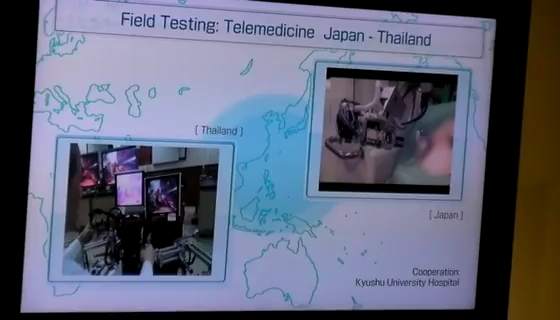 Field Testing: Telemedicine Japan - Thailand
[ Thailand ]
[ Japan ]
Cooperation:
Kyushu University Hospital